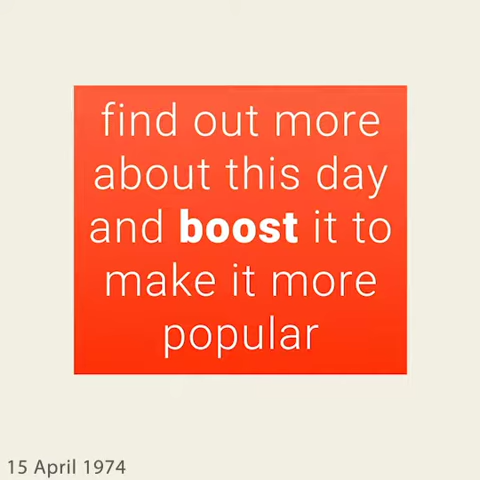 find out more
about this day
and boost it to
make it more
popular
15 April 1974